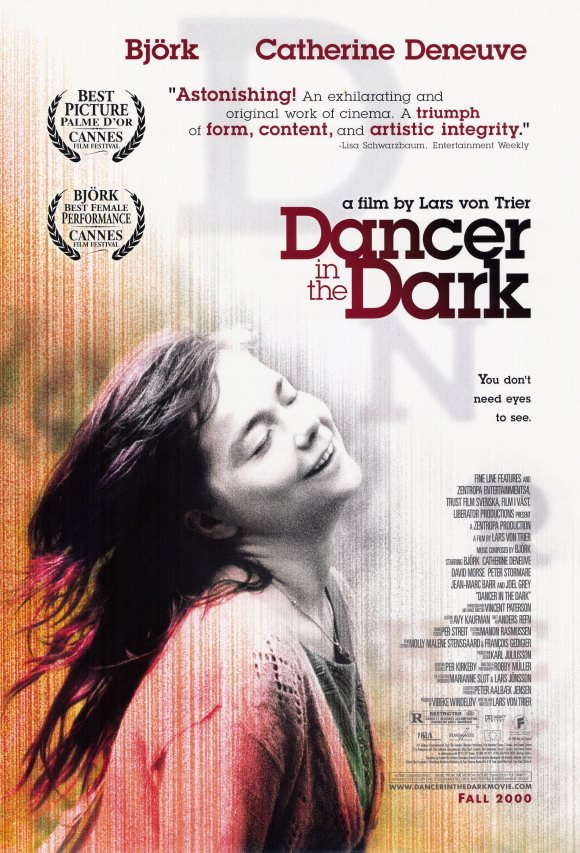 Björk Catherine Deneuve
BEST
PICTURE
PALME D'OR
CANNES
FILM FESTIVAL
"Astonishing! An exhilarating and
original work of cinema. A triumph
of form, content, and artistic integrity."
-Lisa Schwarzbaum, Entertainment Weekly
BJÖRK
BEST FEMALE
PERFORMANCE
CANNES
FILM FESTIVAL
a film by Lars von Trier
Dancer
in
the Dark
You don't
need eyes
to see.
FINE LINE FEATURES AND
ZENTROPA ENTERTAINMENTS4,
TRUST FILM SVENSKA, FILM I VÄST,
LIBERATOR PRODUCTIONS PRESENT
A ZENTROPA PRODUCTION
A FILM BY LARS VON TRIER
MUSIC COMPOSED BY BJÖRK
STARRING BJÖRK CATHERINE DENEUVE
DAVID MORSE PETER STORMARE
JEAN-MARC BARR AND JOEL GREY
"DANCER IN THE DARK"
VINCENT PATERSON
AVY KAUFMAN ANDERS REFN
PER STREIT MANON RASMUSSEN
MOLLY MALENE STENSGAARD & FRANÇOIS GEDIGIER
KARL JULIUSSON
PER KIRKEBY ROBBY MÜLLER
MARIANNE SLOT & LARS JÖNSSON
PETER AALBÆK JENSEN
VIBEKE WINDELØV LARS VON TRIER
R RESTRICTED
WWW.DANCERINTHEDARKMOVIE.COM
FALL 2000